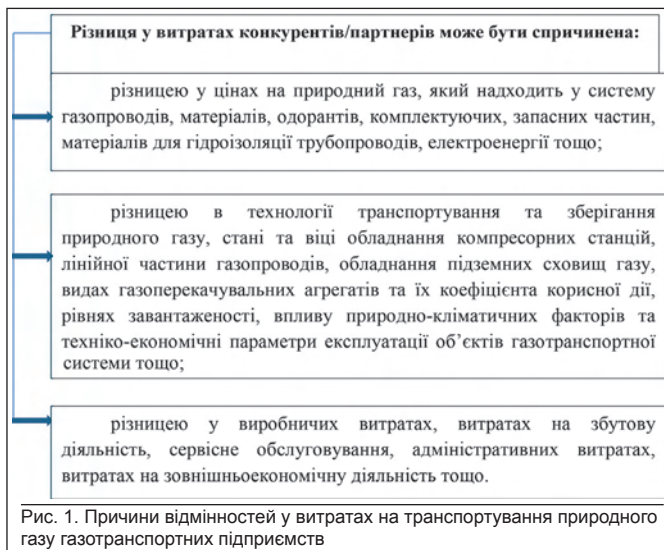 Різниця у витратах конкурентів/партнерів може бути спричинена:
різницею у цінах на природний газ, який надходить у систему
газопроводів, матеріалів, одорантів, комплектуючих, запасних частин,
матеріалів для гідроізоляції трубопроводів, електроенергії тощо;
різницею в технології транспортування та зберігання
природного газу, стані та віці обладнання компресорних станцій,
лінійної частини газопроводів, обладнання підземних сховищ газу,
видах газоперекачувальних агрегатів та їх коефіцієнта корисної дії,
рівнях завантаженості, впливу природно-кліматичних факторів та
техніко-економічні параметри експлуатації об’єктів газотранспортної
системи тощо;
різницею у виробничих витратах, витратах на збутову
діяльність, сервісне обслуговування, адміністративних витратах,
витратах на зовнішньоекономічну діяльність тощо.
Рис. 1. Причини відмінностей у витратах на транспортування природного
газу газотранспортних підприємств